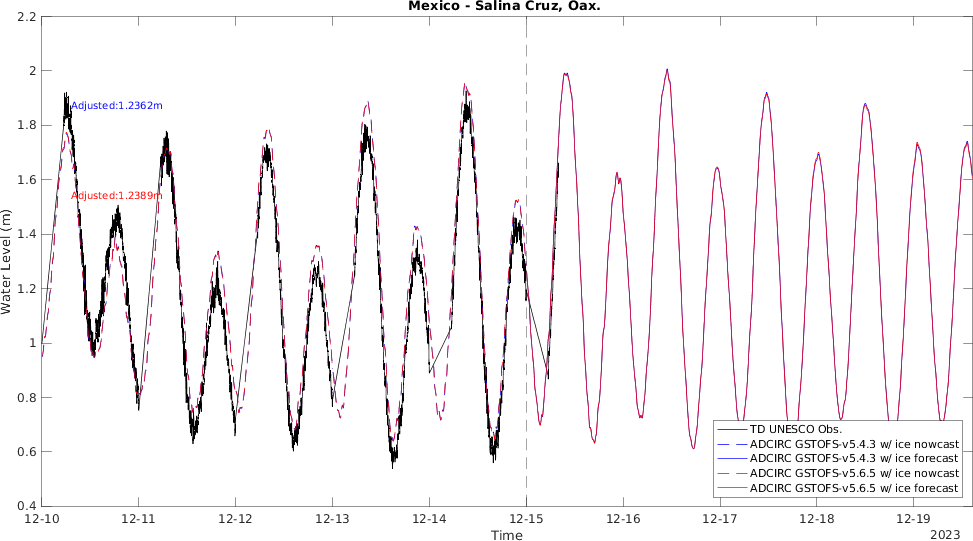 Mexico - Salina Cruz, Oax.
2.2
2
1.8
1.6
1.4
1.2
1
0.8
0.6
0.4
Water Level (m)
Adjusted:1.2362m
Adjusted:1.2389m
TD UNESCO Obs.
ADCIRC GSTOFS-v5.4.3 w/ ice nowcast
ADCIRC GSTOFS-v5.4.3 w/ ice forecast
ADCIRC GSTOFS-v5.6.5 w/ ice nowcast
ADCIRC GSTOFS-v5.6.5 w/ ice forecast
12-10 12-11 12-12 12-13 12-14 12-15 12-16 12-17 12-18 12-19
Time
2023